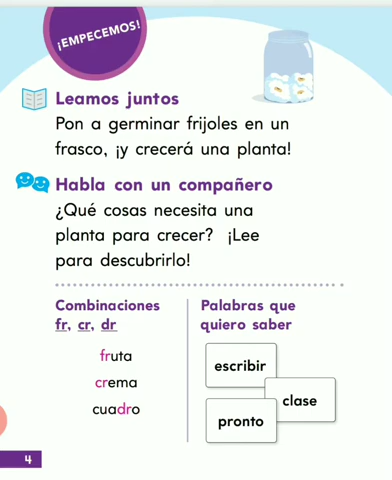 ¡EMPECEMOS!
Leamos juntos
Pon a germinar frijoles en un
frasco, ¡y crecerá una planta!
Habla con un compañero
¿Qué cosas necesita una
planta para crecer? ¡Lee
para descubrirlo!
Combinaciones
fr, cr, dr
fruta
crema
cuadro
Palabras que
quiero saber
escribir
clase
pronto
4